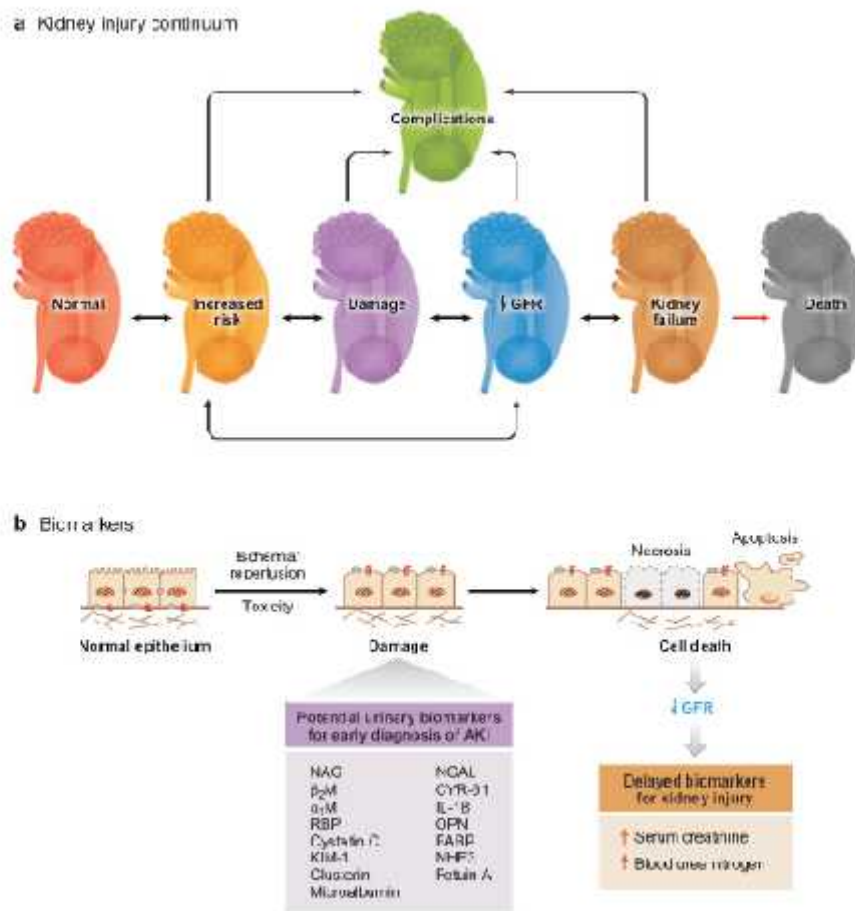 a Kidney injury continuum
Complications
Normal
Increased
risk
Damage
↓ GFR
Kidney
failure
Death
b Biomarkers
Ischemia/
reperfusion
Toxicity
Necrosis
Apoptosis
Normal epithelium
Damage
Cell death
Potential urinary biomarkers
for early diagnosis of AKI
NAG
β2M
α1M
RBP
Cystatin C
KIM-1
Clusterin
Microalbumin
NGAL
CYR-61
IL-18
OPN
FABP
NHE3
Fetuin A
↓ GFR
Delayed biomarkers
for kidney injury
↑ Serum creatinine
↑ Blood urea nitrogen